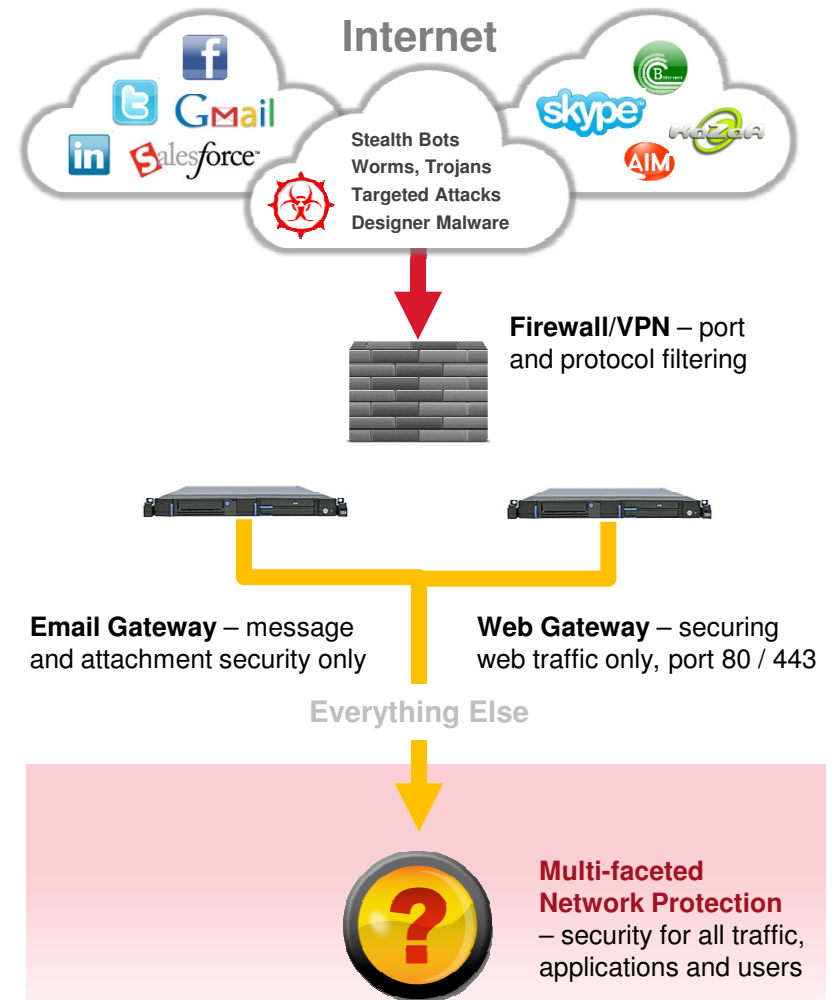 Internet
f
t
GMail
in
Salesforce
Stealth Bots
Worms, Trojans
Targeted Attacks
Designer Malware
skype
KaZaA
AIM
Firewall/VPN – port
and protocol filtering
Email Gateway – message
and attachment security only
Web Gateway – securing
web traffic only, port 80 / 443
Everything Else
?
Multi-faceted
Network Protection
– security for all traffic,
applications and users